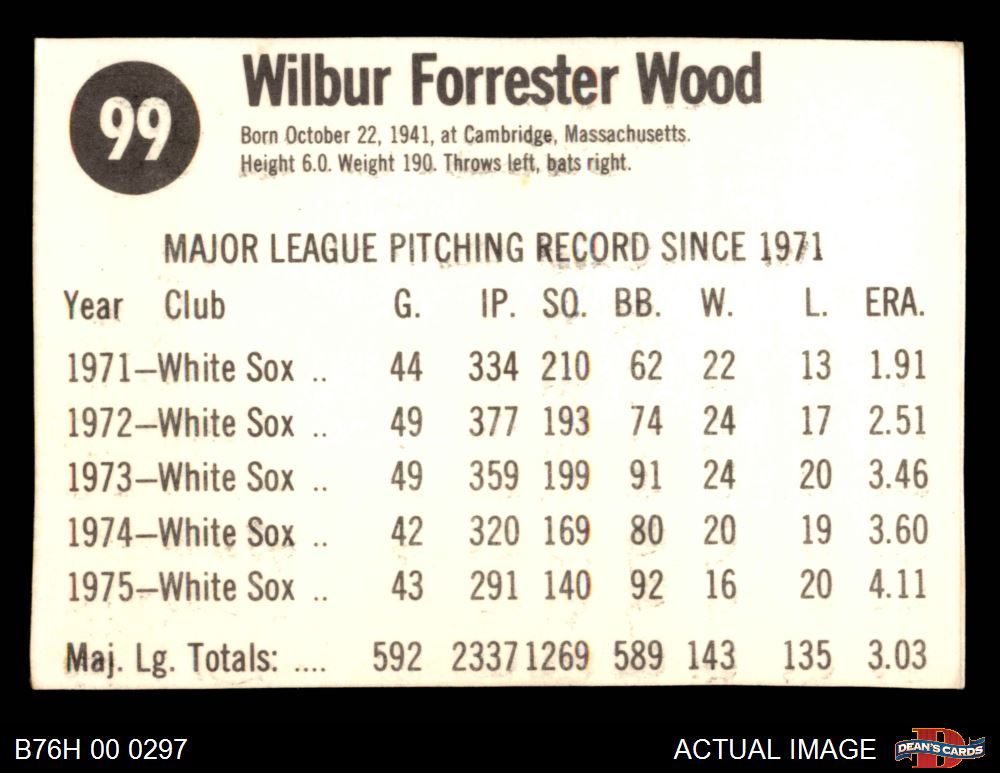 99
Wilbur Forrester Wood
Born October 22, 1941, at Cambridge, Massachusetts.
Height 6.0. Weight 190. Throws left, bats right.
MAJOR LEAGUE PITCHING RECORD SINCE 1971
Year Club G. IP. SO. BB. W. L. ERA.
1971—White Sox .. 44 334 210 62 22 13 1.91
1972—White Sox .. 49 377 193 74 24 17 2.51
1973—White Sox .. 49 359 199 91 24 20 3.46
1974—White Sox .. 42 320 169 80 20 19 3.60
1975—White Sox .. 43 291 140 92 16 20 4.11
Maj. Lg. Totals: .... 592 2337 1269 589 143 135 3.03
B76H 00 0297 ACTUAL IMAGE D DEAN'S CARDS